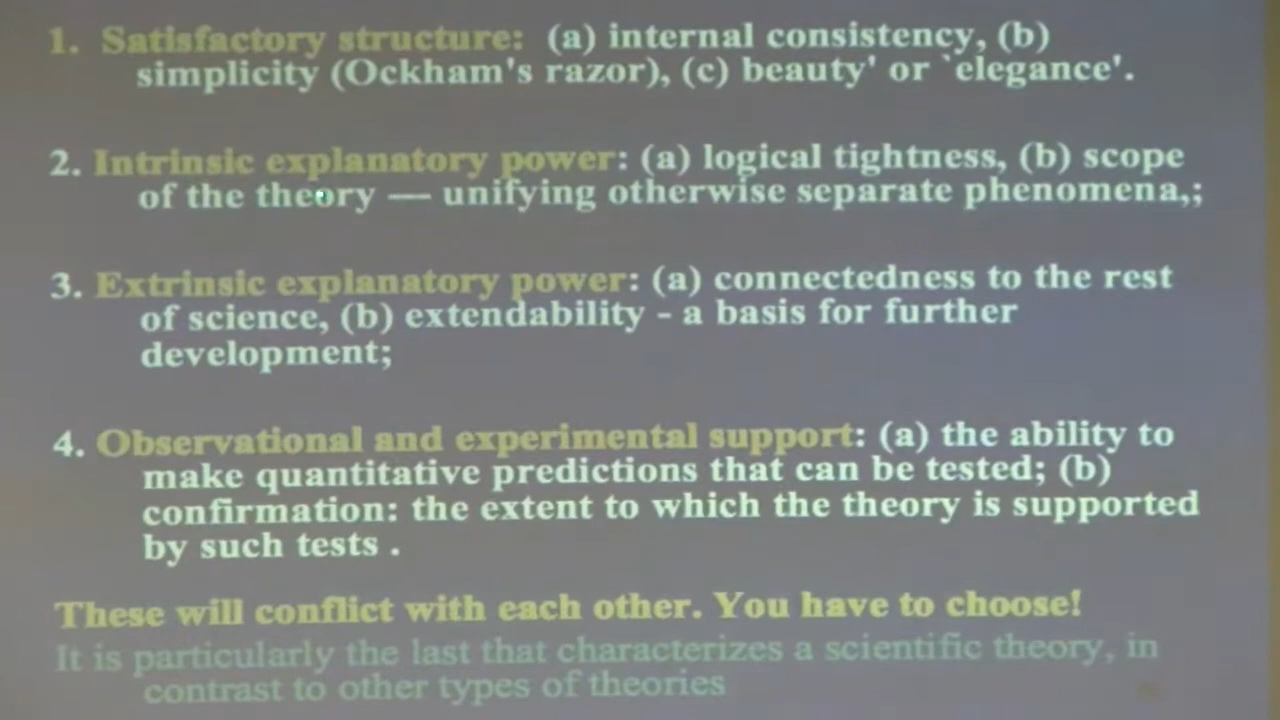 1. Satisfactory structure: (a) internal consistency, (b)
simplicity (Ockham's razor), (c) beauty' or `elegance'.
2. Intrinsic explanatory power: (a) logical tightness, (b) scope
of the theory — unifying otherwise separate phenomena,;
3. Extrinsic explanatory power: (a) connectedness to the rest
of science, (b) extendability - a basis for further
development;
4. Observational and experimental support: (a) the ability to
make quantitative predictions that can be tested; (b)
confirmation: the extent to which the theory is supported
by such tests .
These will conflict with each other. You have to choose!
It is particularly the last that characterizes a scientific theory, in
contrast to other types of theories